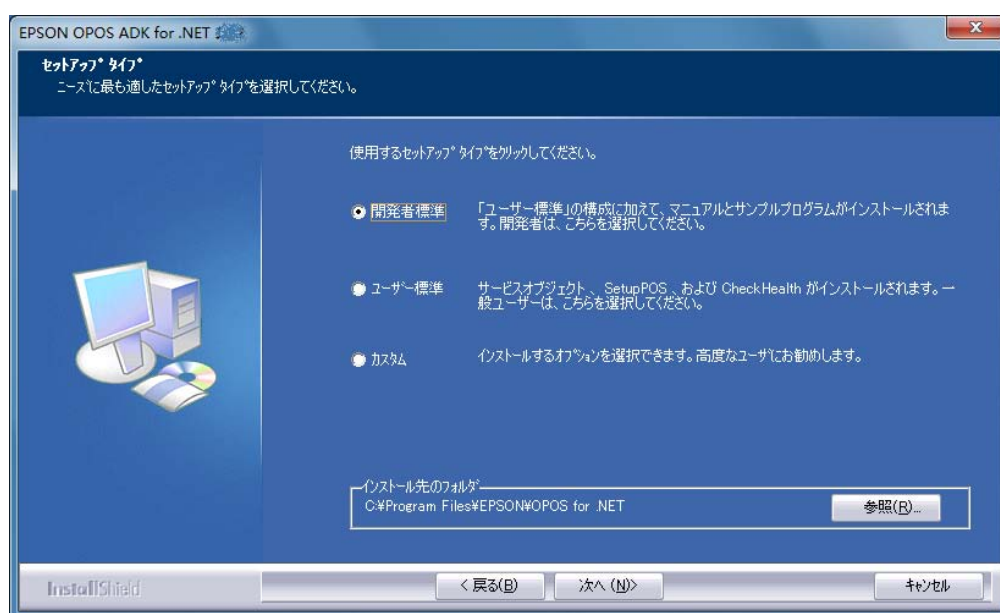 EPSON OPOS ADK for .NET
セットアップ タイプ
ニーズに最も適したセットアップ タイプを選択してください。
使用するセットアップ タイプをクリックしてください。
開発者標準
「ユーザー標準」の構成に加えて、マニュアルとサンプルプログラムがインストールされま
す。開発者は、こちらを選択してください。
ユーザー標準
サービスオブジェクト 、 SetupPOS 、および CheckHealth がインストールされます。一
般ユーザーは、こちらを選択してください。
カスタム
インストールするオプションを選択できます。高度なユーザにお勧めします。
インストール先のフォルダ
C:¥Program Files¥EPSON¥OPOS for .NET
参照(R)...
InstallShield
< 戻る(B)
次へ (N)>
キャンセル